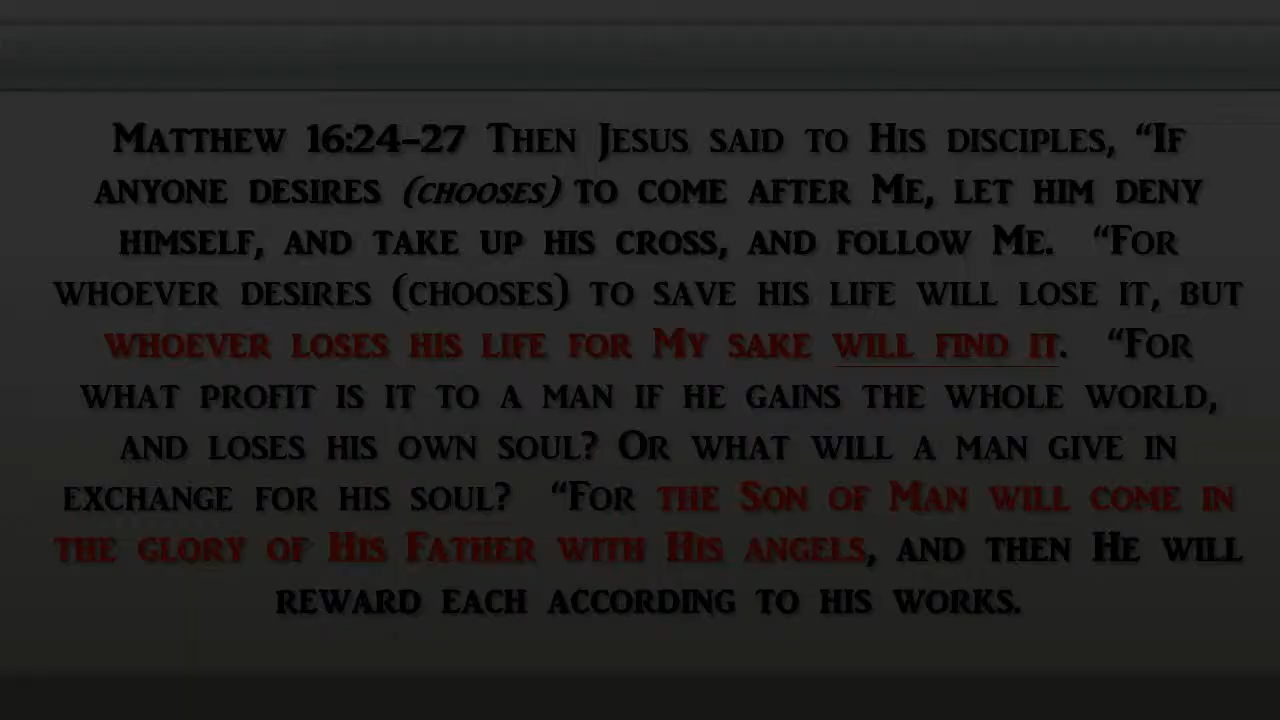 Matthew 16:24–27 Then Jesus said to His disciples, “If
anyone desires (chooses) to come after Me, let him deny
himself, and take up his cross, and follow Me. “For
whoever desires (chooses) to save his life will lose it, but
whoever loses his life for My sake will find it. “For
what profit is it to a man if he gains the whole world,
and loses his own soul? Or what will a man give in
exchange for his soul? “For the Son of Man will come in
the glory of His Father with His angels, and then He will
reward each according to his works.